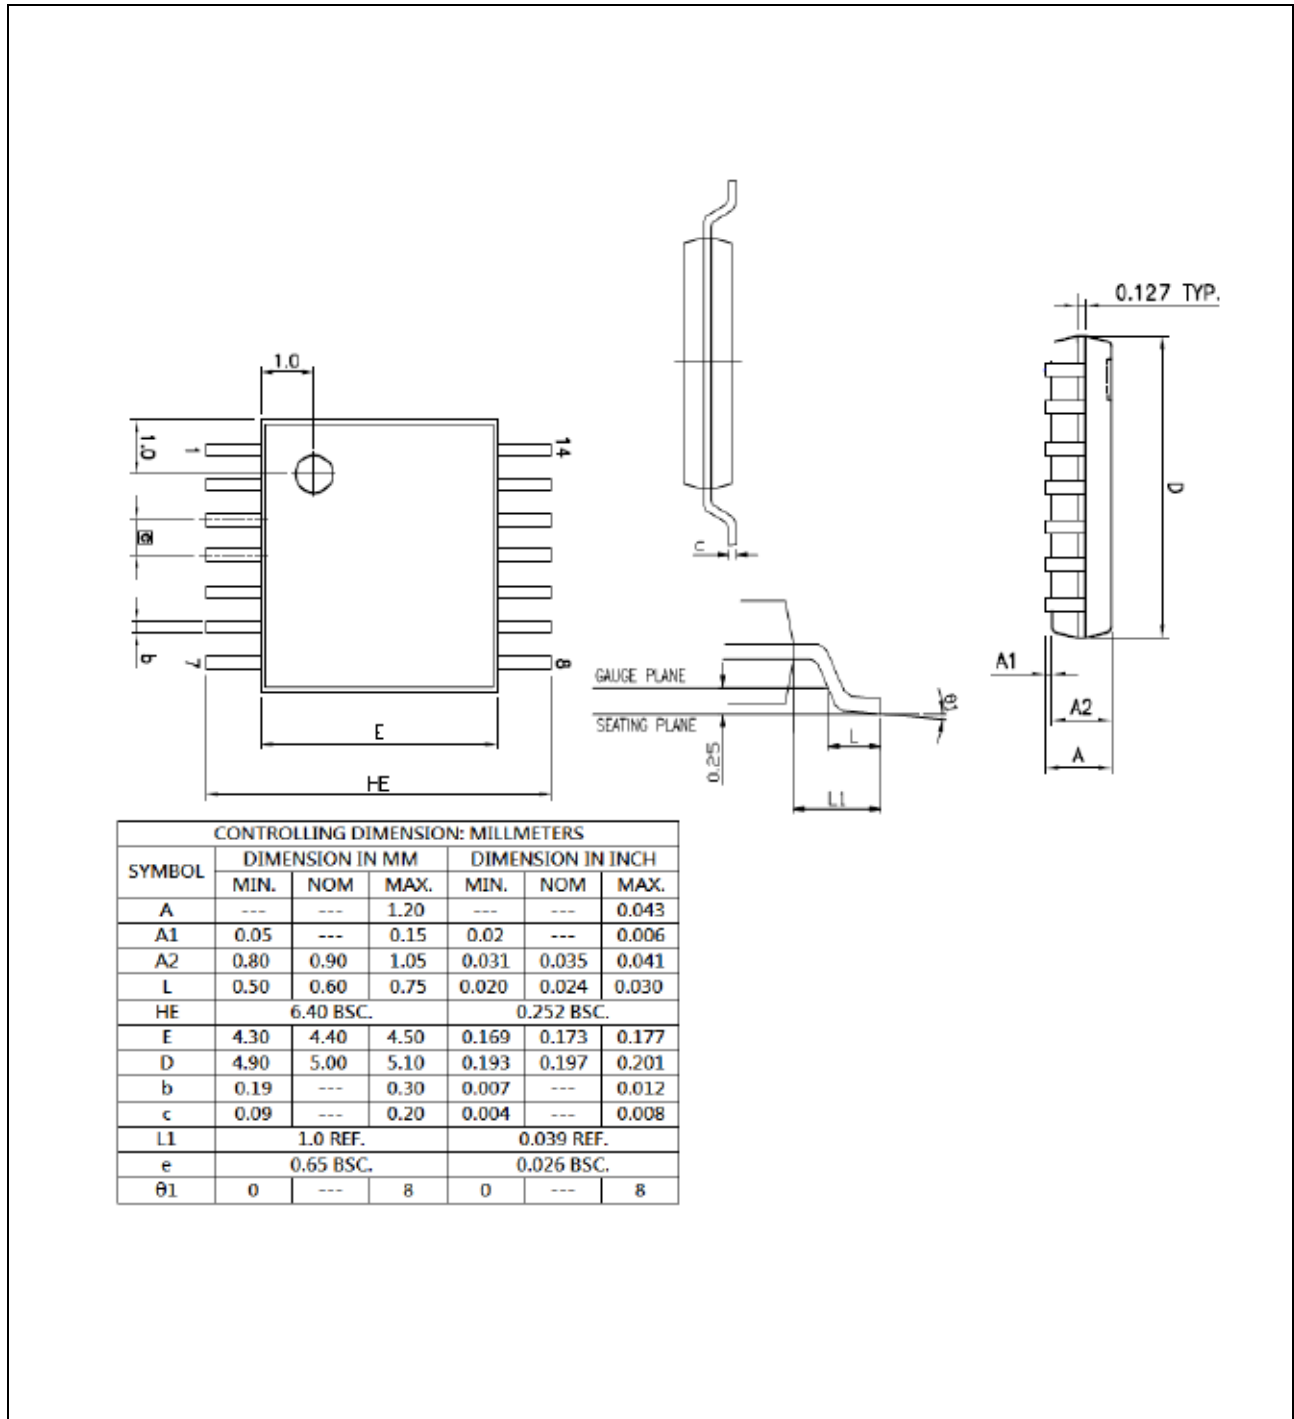 0.127 TYP.
1.0
1.0
1
14
e
D
b
7
8
c
A1
GAUGE PLANE
θ1
A2
SEATING PLANE
E
L
0.25
A
HE
L1
CONTROLLING DIMENSION: MILLMETERS
SYMBOL DIMENSION IN MM DIMENSION IN INCH
MIN. NOM MAX. MIN. NOM MAX.
A --- --- 1.20 --- --- 0.043
A1 0.05 --- 0.15 0.02 --- 0.006
A2 0.80 0.90 1.05 0.031 0.035 0.041
L 0.50 0.60 0.75 0.020 0.024 0.030
HE 6.40 BSC. 0.252 BSC.
E 4.30 4.40 4.50 0.169 0.173 0.177
D 4.90 5.00 5.10 0.193 0.197 0.201
b 0.19 --- 0.30 0.007 --- 0.012
c 0.09 --- 0.20 0.004 --- 0.008
L1 1.0 REF. 0.039 REF.
e 0.65 BSC. 0.026 BSC.
θ1 0 --- 8 0 --- 8